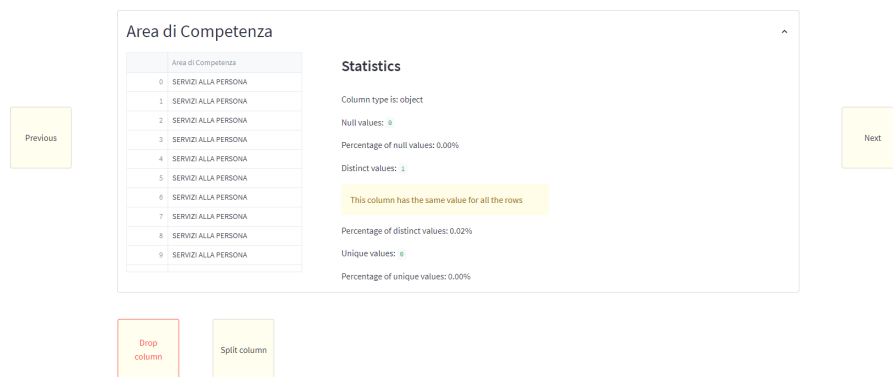 Area di Competenza
Area di Competenza
0 SERVIZI ALLA PERSONA
1 SERVIZI ALLA PERSONA
2 SERVIZI ALLA PERSONA
3 SERVIZI ALLA PERSONA
4 SERVIZI ALLA PERSONA
5 SERVIZI ALLA PERSONA
6 SERVIZI ALLA PERSONA
7 SERVIZI ALLA PERSONA
8 SERVIZI ALLA PERSONA
9 SERVIZI ALLA PERSONA
Statistics
Column type is: object
Null values: 0
Percentage of null values: 0.00%
Distinct values: 1
This column has the same value for all the rows
Percentage of distinct values: 0.02%
Unique values: 0
Percentage of unique values: 0.00%
Previous
Next
Drop
column
Split column